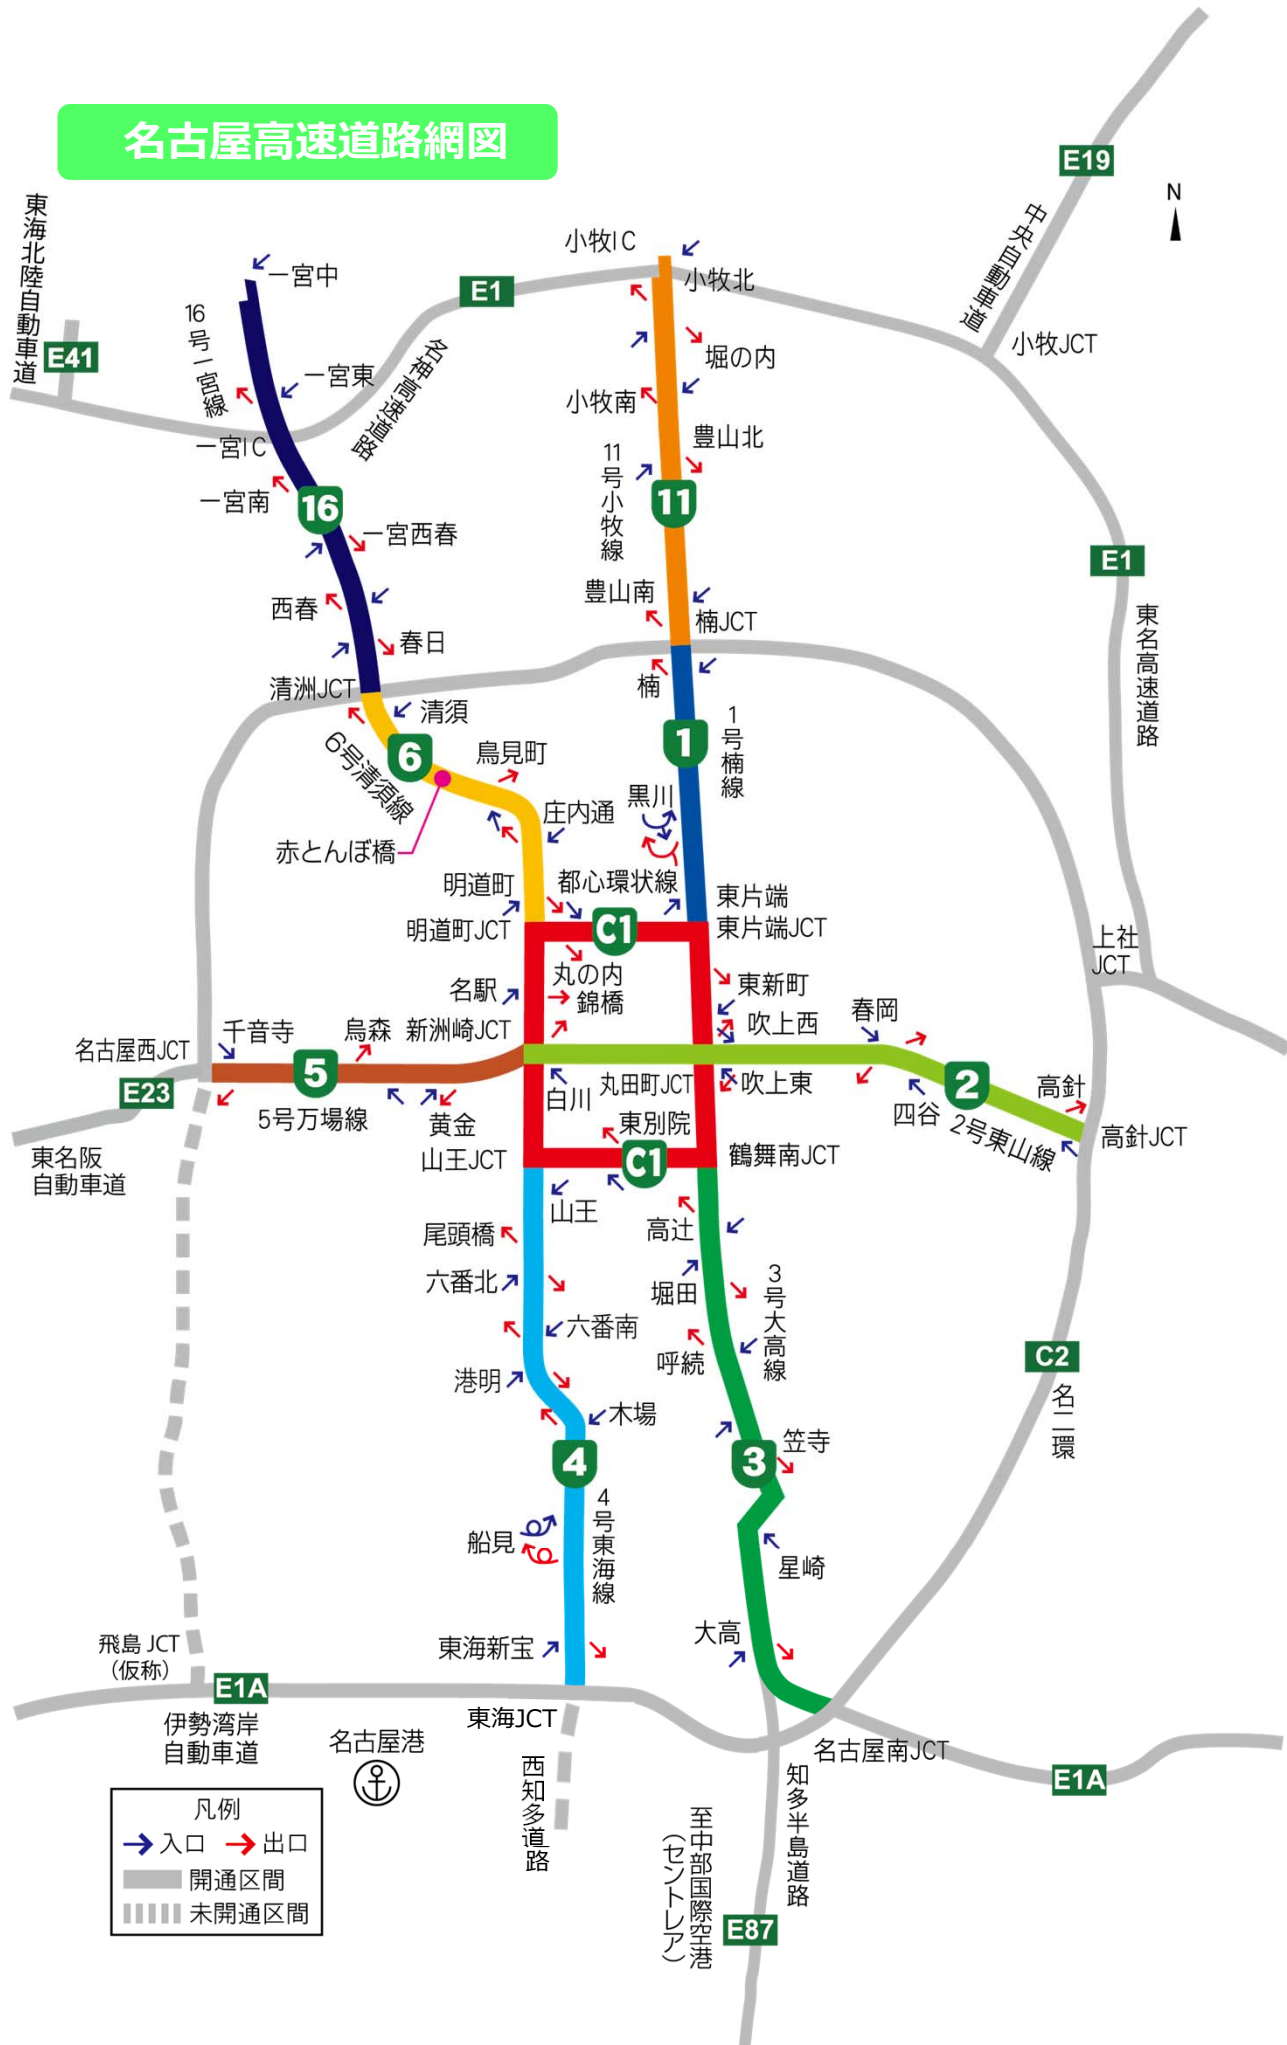 名古屋高速道路網図
E19
N
東海北陸自動車道
中央自動車道
小牧IC
一宮中
小牧北
E1
16号一宮線
E41
名神高速道路
堀の内
小牧JCT
一宮東
小牧南
一宮IC
豊山北
11号小牧線
一宮南
16
11
一宮西春
E1
豊山南
西春
楠JCT
東名高速道路
春日
清洲JCT
楠
清須
1号楠線
6号清須線
6
鳥見町
1
黒川
庄内通
赤とんぼ橋
明道町
都心環状線
東片端
明道町JCT
C1
東片端JCT
上社
JCT
丸の内
名駅
錦橋
東新町
春岡
吹上西
千音寺
烏森
新洲崎JCT
名古屋西JCT
5
E23
丸田町JCT
吹上東
2
高針
白川
四谷
5号万場線
黄金
東別院
2号東山線
高針JCT
山王JCT
C1
鶴舞南JCT
東名阪
自動車道
山王
尾頭橋
高辻
六番北
堀田
3号大高線
六番南
呼続
C2
名二環
港明
木場
笠寺
4
3
船見
4号東海線
星崎
大高
飛島JCT
（仮称）
東海新宝
E1A
東海JCT
伊勢湾岸
自動車道
名古屋港
名古屋南JCT
西知多道路
知多半島道路
E1A
至中部国際空港
（セントレア）
凡例
入口 出口
開通区間
未開通区間
E87